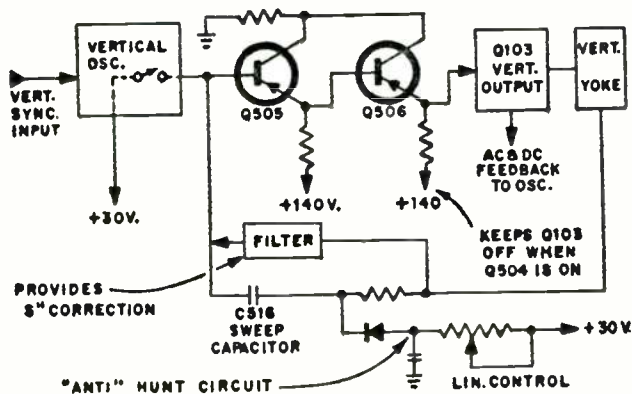 VERTICAL
OSC.
VERT.
SYNC.
INPUT
+30V.
Q505
Q506
+140V.
+140
Q103
VERT.
OUTPUT
VERT.
YOKE
AC & DC
FEEDBACK
TO OSC.
KEEPS Q103
OFF WHEN
Q504 IS ON
FILTER
PROVIDES
S" CORRECTION
C516
SWEEP
CAPACITOR
+30V.
"ANTI" HUNT CIRCUIT
LIN. CONTROL